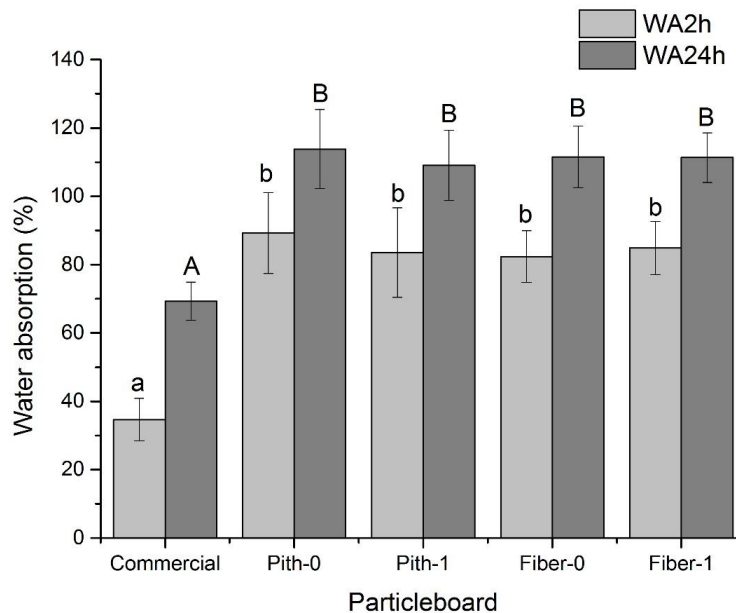 WA2h
WA24h
140
120
100
80
60
40
20
0
Water absorption (%)
a
A
b
B
b
B
b
B
b
B
Commercial
Pith-0
Pith-1
Fiber-0
Fiber-1
Particleboard